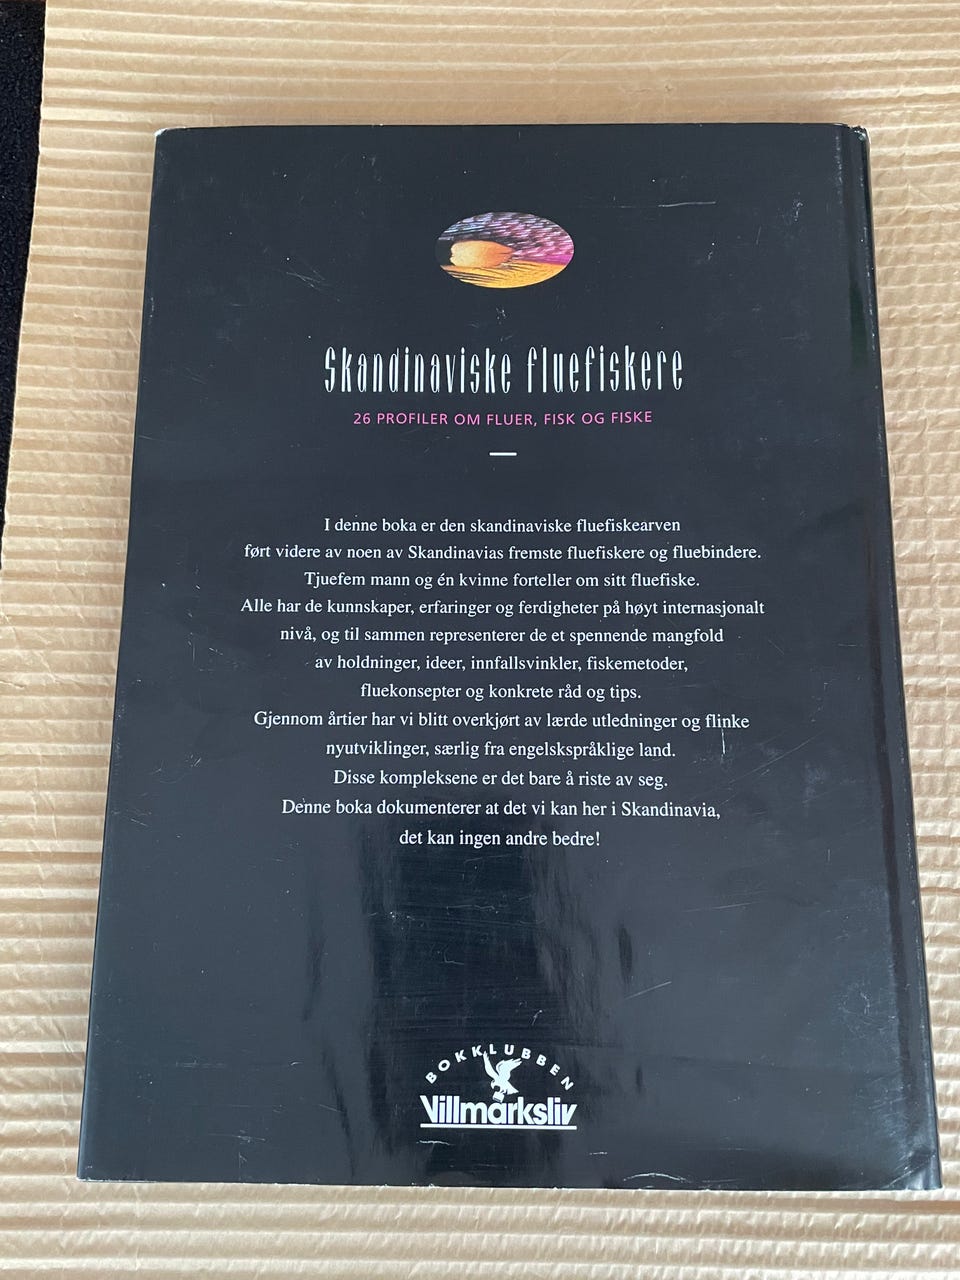 Skandinaviske fluefiskere
26 PROFILER OM FLUER, FISK OG FISKE
I denne boka er den skandinaviske fluefiskearven
ført videre av noen av Skandinavias fremste fluefiskere og fluebindere.
Tjuefem mann og én kvinne forteller om sitt fluefiske.
Alle har de kunnskaper, erfaringer og ferdigheter på høyt internasjonalt
nivå, og til sammen representerer de et spennende mangfold
av holdninger, ideer, innfallsvinkler, fiskemetoder,
fluekonsepter og konkrete råd og tips.
Gjennom årtier har vi blitt overkjørt av lærde utledninger og flinke
nyutviklinger, særlig fra engelskspråklige land.
Disse kompleksene er det bare å riste av seg.
Denne boka dokumenterer at det vi kan her i Skandinavia,
det kan ingen andre bedre!
BOKKLUBBEN
Villmarksliv